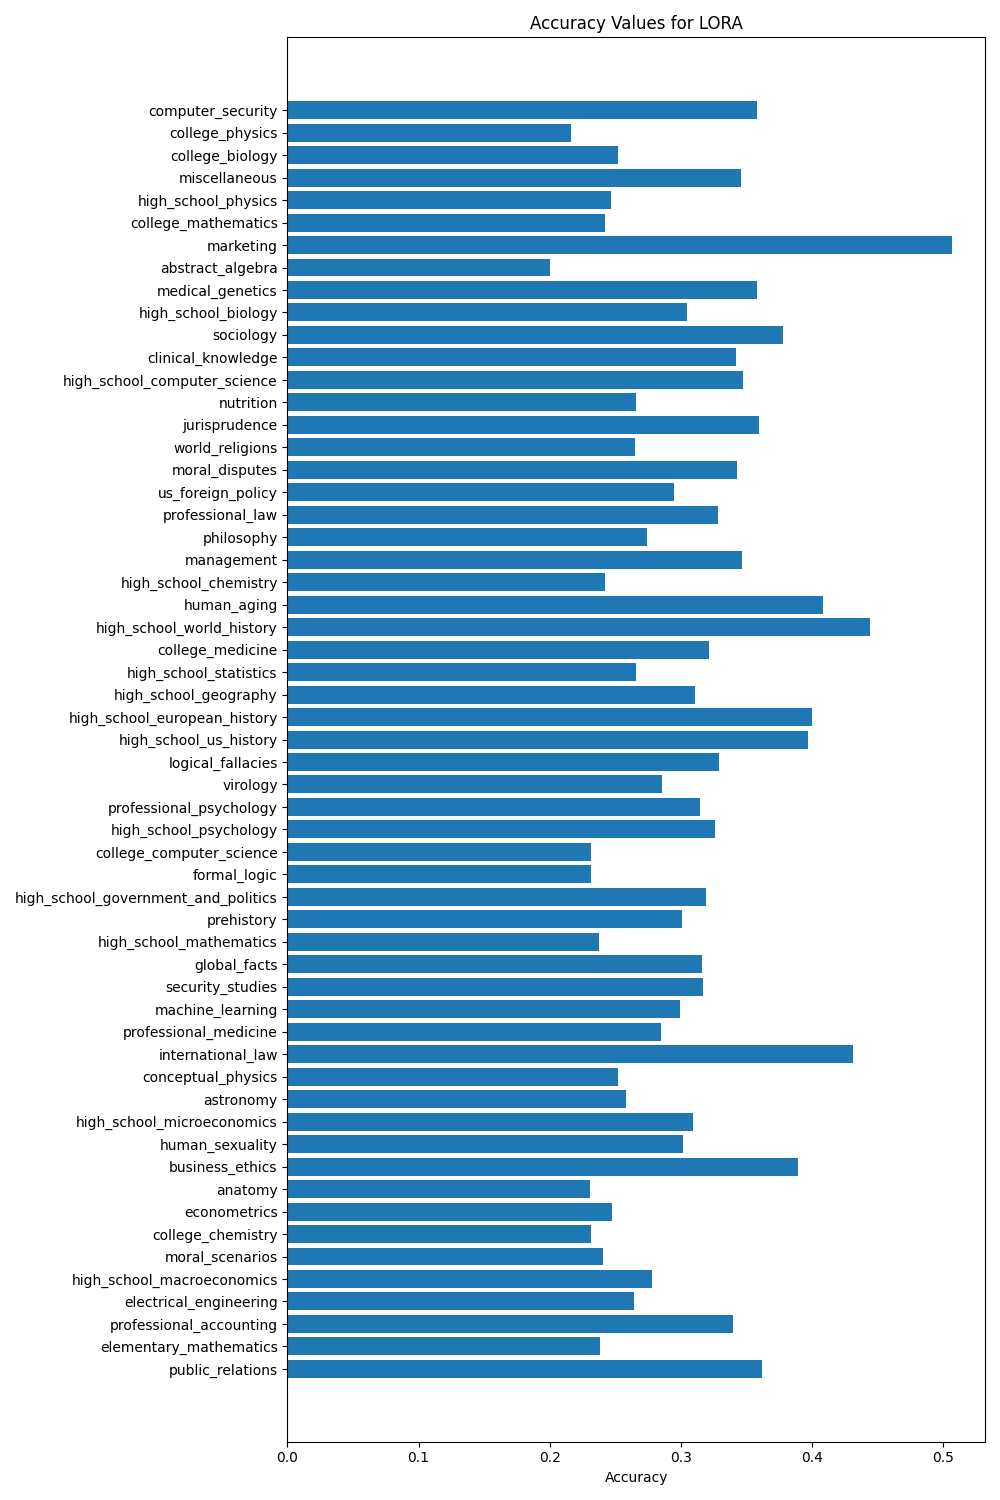 Accuracy Values for LORA
computer_security
college_physics
college_biology
miscellaneous
high_school_physics
college_mathematics
marketing
abstract_algebra
medical_genetics
high_school_biology
sociology
clinical_knowledge
high_school_computer_science
nutrition
jurisprudence
world_religions
moral_disputes
us_foreign_policy
professional_law
philosophy
management
high_school_chemistry
human_aging
high_school_world_history
college_medicine
high_school_statistics
high_school_geography
high_school_european_history
high_school_us_history
logical_fallacies
virology
professional_psychology
high_school_psychology
college_computer_science
formal_logic
high_school_government_and_politics
prehistory
high_school_mathematics
global_facts
security_studies
machine_learning
professional_medicine
international_law
conceptual_physics
astronomy
high_school_microeconomics
human_sexuality
business_ethics
anatomy
econometrics
college_chemistry
moral_scenarios
high_school_macroeconomics
electrical_engineering
professional_accounting
elementary_mathematics
public_relations
0.0 0.1 0.2 0.3 0.4 0.5
Accuracy